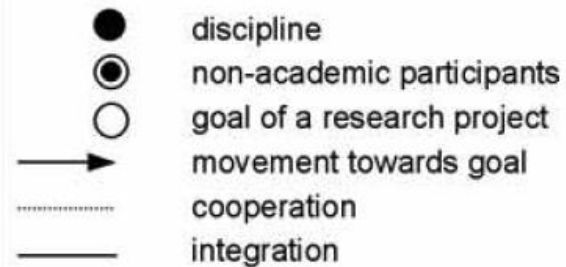 discipline
non-academic participants
goal of a research project
movement towards goal
cooperation
integration